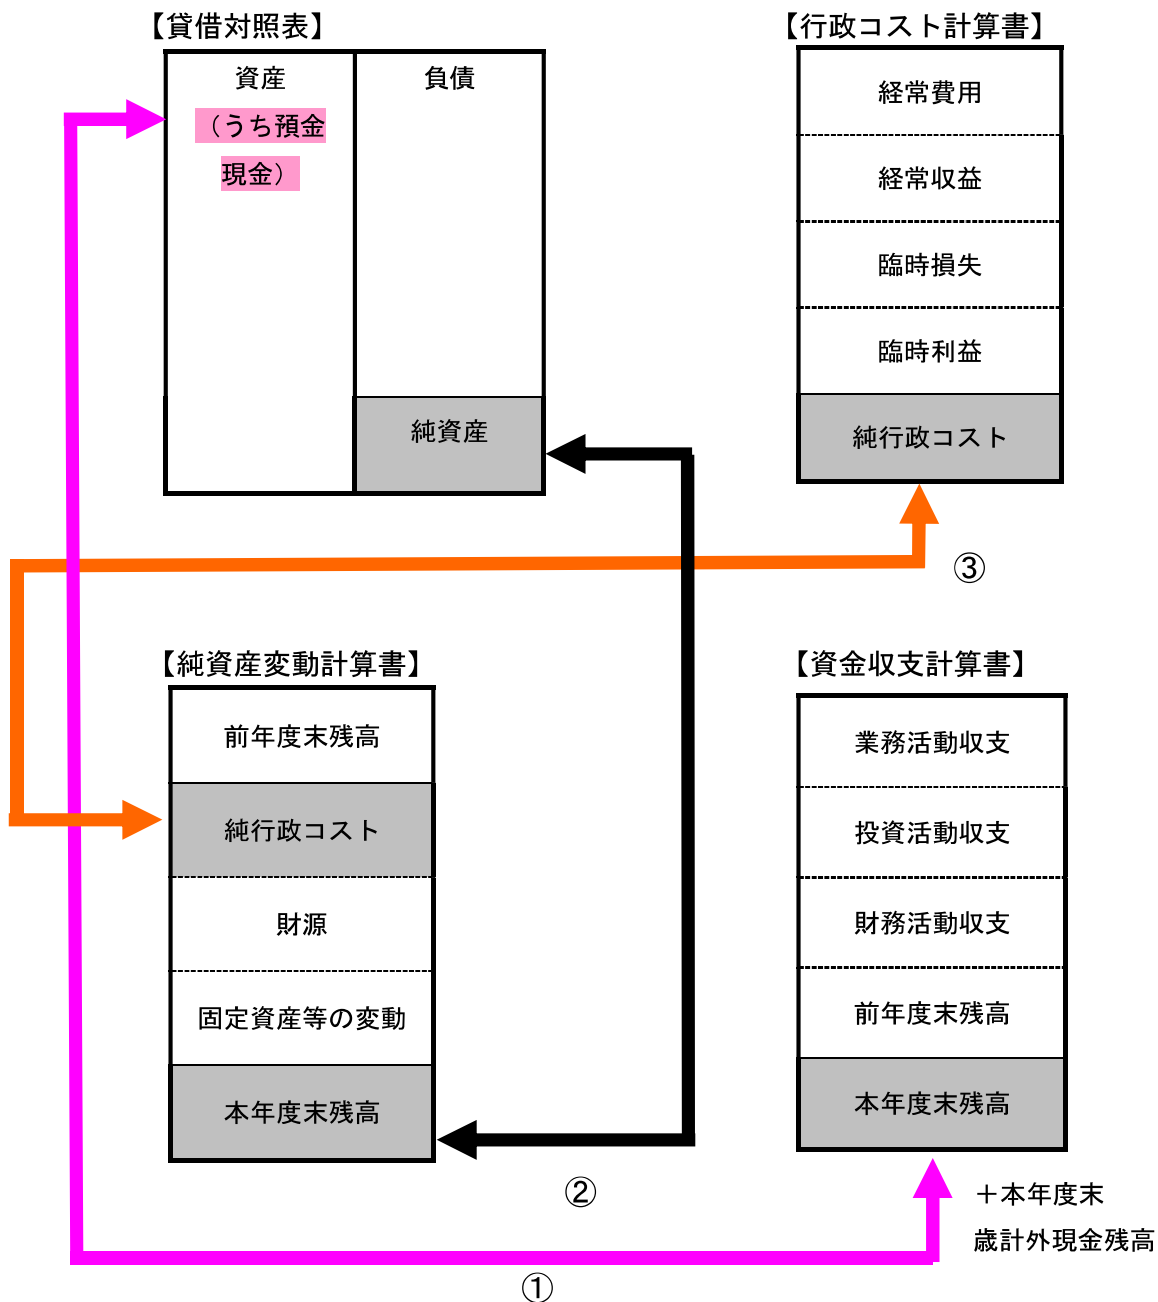 【貸借対照表】
資産
（うち預金
現金）
負債
純資産
【行政コスト計算書】
経常費用
経常収益
臨時損失
臨時利益
純行政コスト
③
【純資産変動計算書】
前年度末残高
純行政コスト
財源
固定資産等の変動
本年度末残高
②
【資金収支計算書】
業務活動収支
投資活動収支
財務活動収支
前年度末残高
本年度末残高
＋本年度末
歳計外現金残高
①